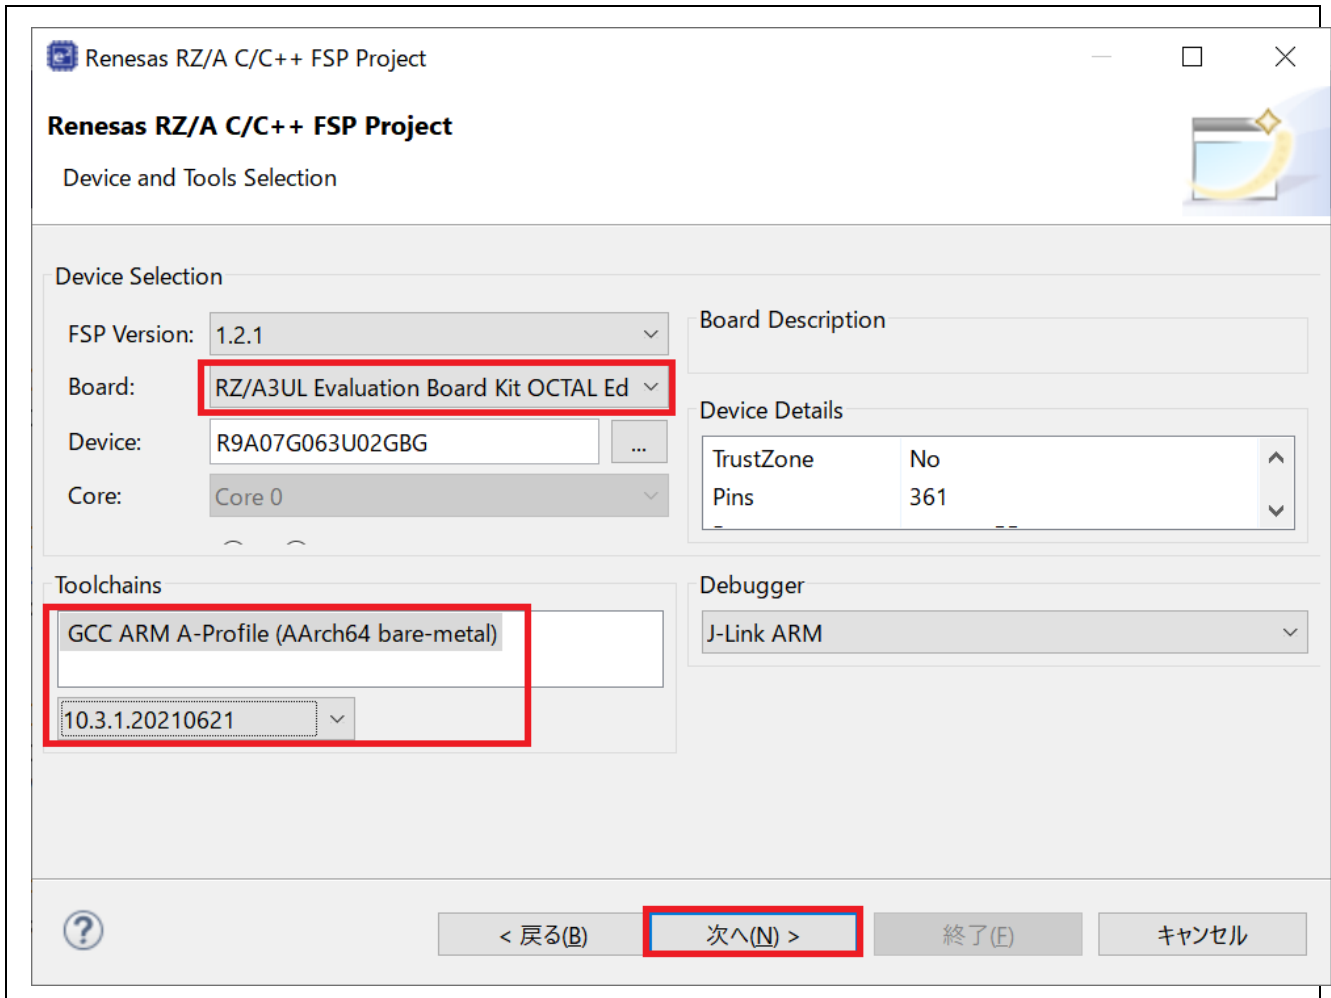 Renesas RZ/A C/C++ FSP Project
Renesas RZ/A C/C++ FSP Project
Device and Tools Selection
Device Selection
FSP Version: 1.2.1
Board: RZ/A3UL Evaluation Board Kit OCTAL Ed
Device: R9A07G063U02GBG ...
Core: Core 0
Board Description
Device Details
TrustZone No
Pins 361
Toolchains
GCC ARM A-Profile (AArch64 bare-metal)
10.3.1.20210621
Debugger
J-Link ARM
< 戻る(B) 次へ(N) > 終了(F) キャンセル